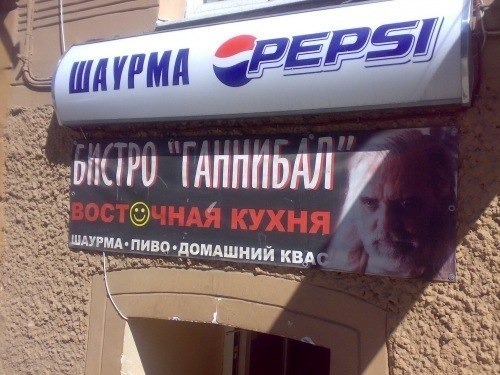 ШАУРМА PEPSI
БИСТРО "ГАННИБАЛ"
ВОСТОЧНАЯ КУХНЯ
ШАУРМА • ПИВО • ДОМАШНИЙ КВАС